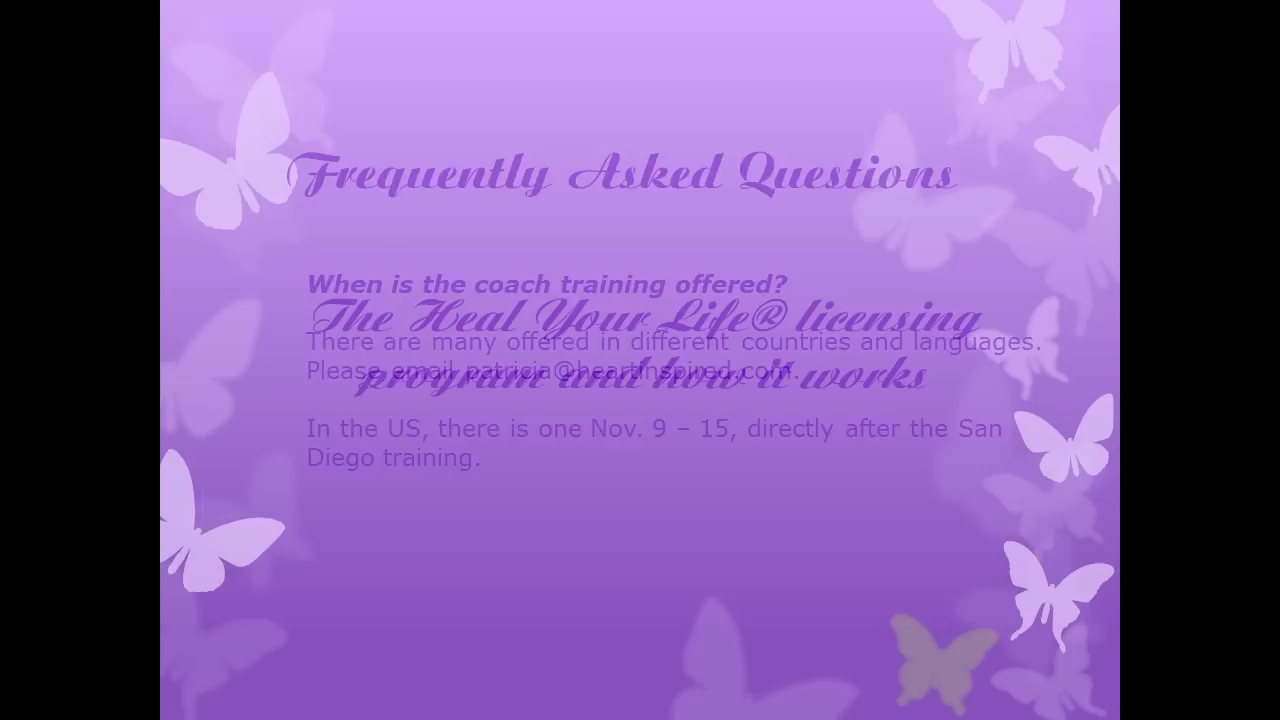 Frequently Asked Questions
When is the coach training offered?
The Heal Your Life® licensing
There are many offered in different countries and languages.
Please email patricia@heartinspired.com.
program and how it works
In the US, there is one Nov. 9 – 15, directly after the San
Diego training.